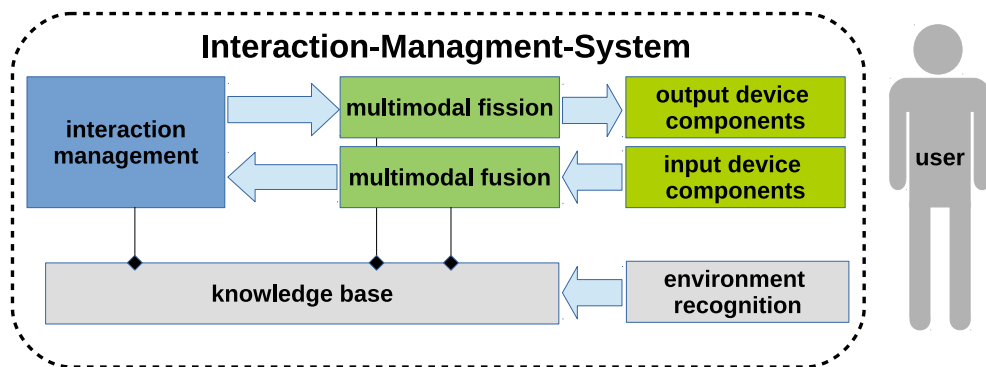 Interaction-Managment-System
interaction
management
multimodal fission
output device
components
multimodal fusion
input device
components
user
knowledge base
environment
recognition